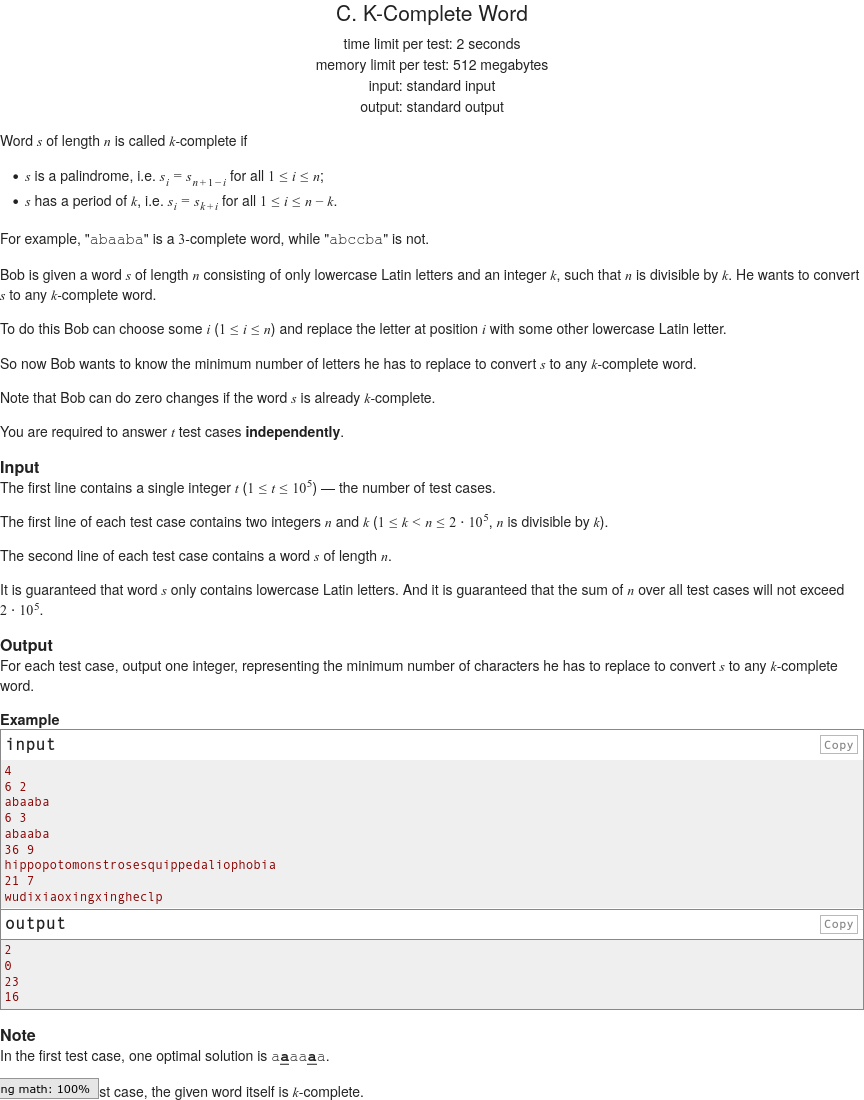 C. K-Complete Word
time limit per test: 2 seconds
memory limit per test: 512 megabytes
input: standard input
output: standard output
Word s of length n is called k-complete if
• s is a palindrome, i.e. s_i = s_{n+1−i} for all 1 ≤ i ≤ n;
• s has a period of k, i.e. s_i = s_{k+i} for all 1 ≤ i ≤ n − k.
For example, "abaaba" is a 3-complete word, while "abccba" is not.
Bob is given a word s of length n consisting of only lowercase Latin letters and an integer k, such that n is divisible by k. He wants to convert
s to any k-complete word.
To do this Bob can choose some i (1 ≤ i ≤ n) and replace the letter at position i with some other lowercase Latin letter.
So now Bob wants to know the minimum number of letters he has to replace to convert s to any k-complete word.
Note that Bob can do zero changes if the word s is already k-complete.
You are required to answer t test cases independently.
Input
The first line contains a single integer t (1 ≤ t ≤ 10^5) — the number of test cases.
The first line of each test case contains two integers n and k (1 ≤ k < n ≤ 2 · 10^5, n is divisible by k).
The second line of each test case contains a word s of length n.
It is guaranteed that word s only contains lowercase Latin letters. And it is guaranteed that the sum of n over all test cases will not exceed
2 · 10^5.
Output
For each test case, output one integer, representing the minimum number of characters he has to replace to convert s to any k-complete
word.
Example
input Copy
4
6 2
abaaba
6 3
abaaba
36 9
hippopotomonstrosesquippedaliophobia
21 7
wudixiaoxingxingheclp
output Copy
2
0
23
16
Note
In the first test case, one optimal solution is aaaaaa.
ng math: 100% st case, the given word itself is k-complete.